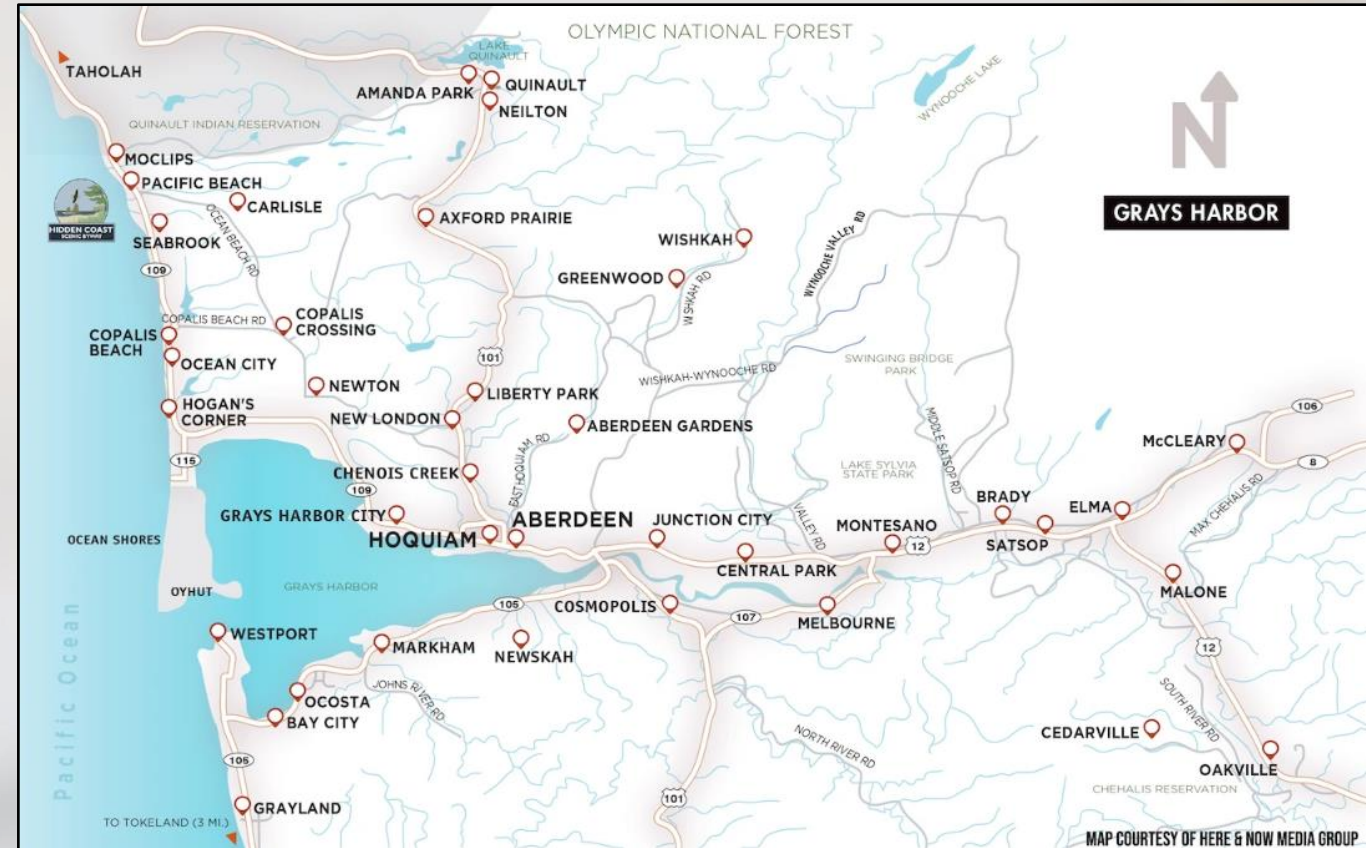 OLYMPIC NATIONAL FOREST
LAKE
QUINAULT
TAHOLAH
AMANDA PARK
QUINAULT
NEILTON
WYNOOCHE LAKE
N
QUINAULT INDIAN RESERVATION
MOCLIPS
PACIFIC BEACH
CARLISLE
HIDDEN COAST
SCENIC BYWAY
SEABROOK
OCEAN BEACH RD
AXFORD PRAIRIE
WISHKAH
GREENWOOD
WISHKAH RD
WYNOOCHE VALLEY RD
GRAYS HARBOR
109
COPALIS BEACH RD
COPALIS
CROSSING
COPALIS
BEACH
OCEAN CITY
101
NEWTON
LIBERTY PARK
WISHKAH-WYNOOCHE RD
SWINGING BRIDGE
PARK
HOGAN'S
CORNER
NEW LONDON
ABERDEEN GARDENS
EAST HOQUIAM RD
MIDDLE SATSOP RD
106
McCLEARY
8
115
CHENOIS CREEK
109
LAKE SYLVIA
STATE PARK
MAX CHEHALIS RD
GRAYS HARBOR CITY
ABERDEEN
HOQUIAM
JUNCTION CITY
VALLEY RD
MONTESANO
12
BRADY
SATSOP
ELMA
OCEAN SHORES
CENTRAL PARK
OYHUT
GRAYS HARBOR
105
COSMOPOLIS
107
MELBOURNE
MALONE
WESTPORT
MARKHAM
NEWSKAH
12
JOHNS RIVER RD
OCOSTA
BAY CITY
Pacific Ocean
SOUTH RIVER RD
CEDARVILLE
NORTH RIVER RD
OAKVILLE
105
101
CHEHALIS RESERVATION
GRAYLAND
TO TOKELAND (3 MI.)
MAP COURTESY OF HERE & NOW MEDIA GROUP